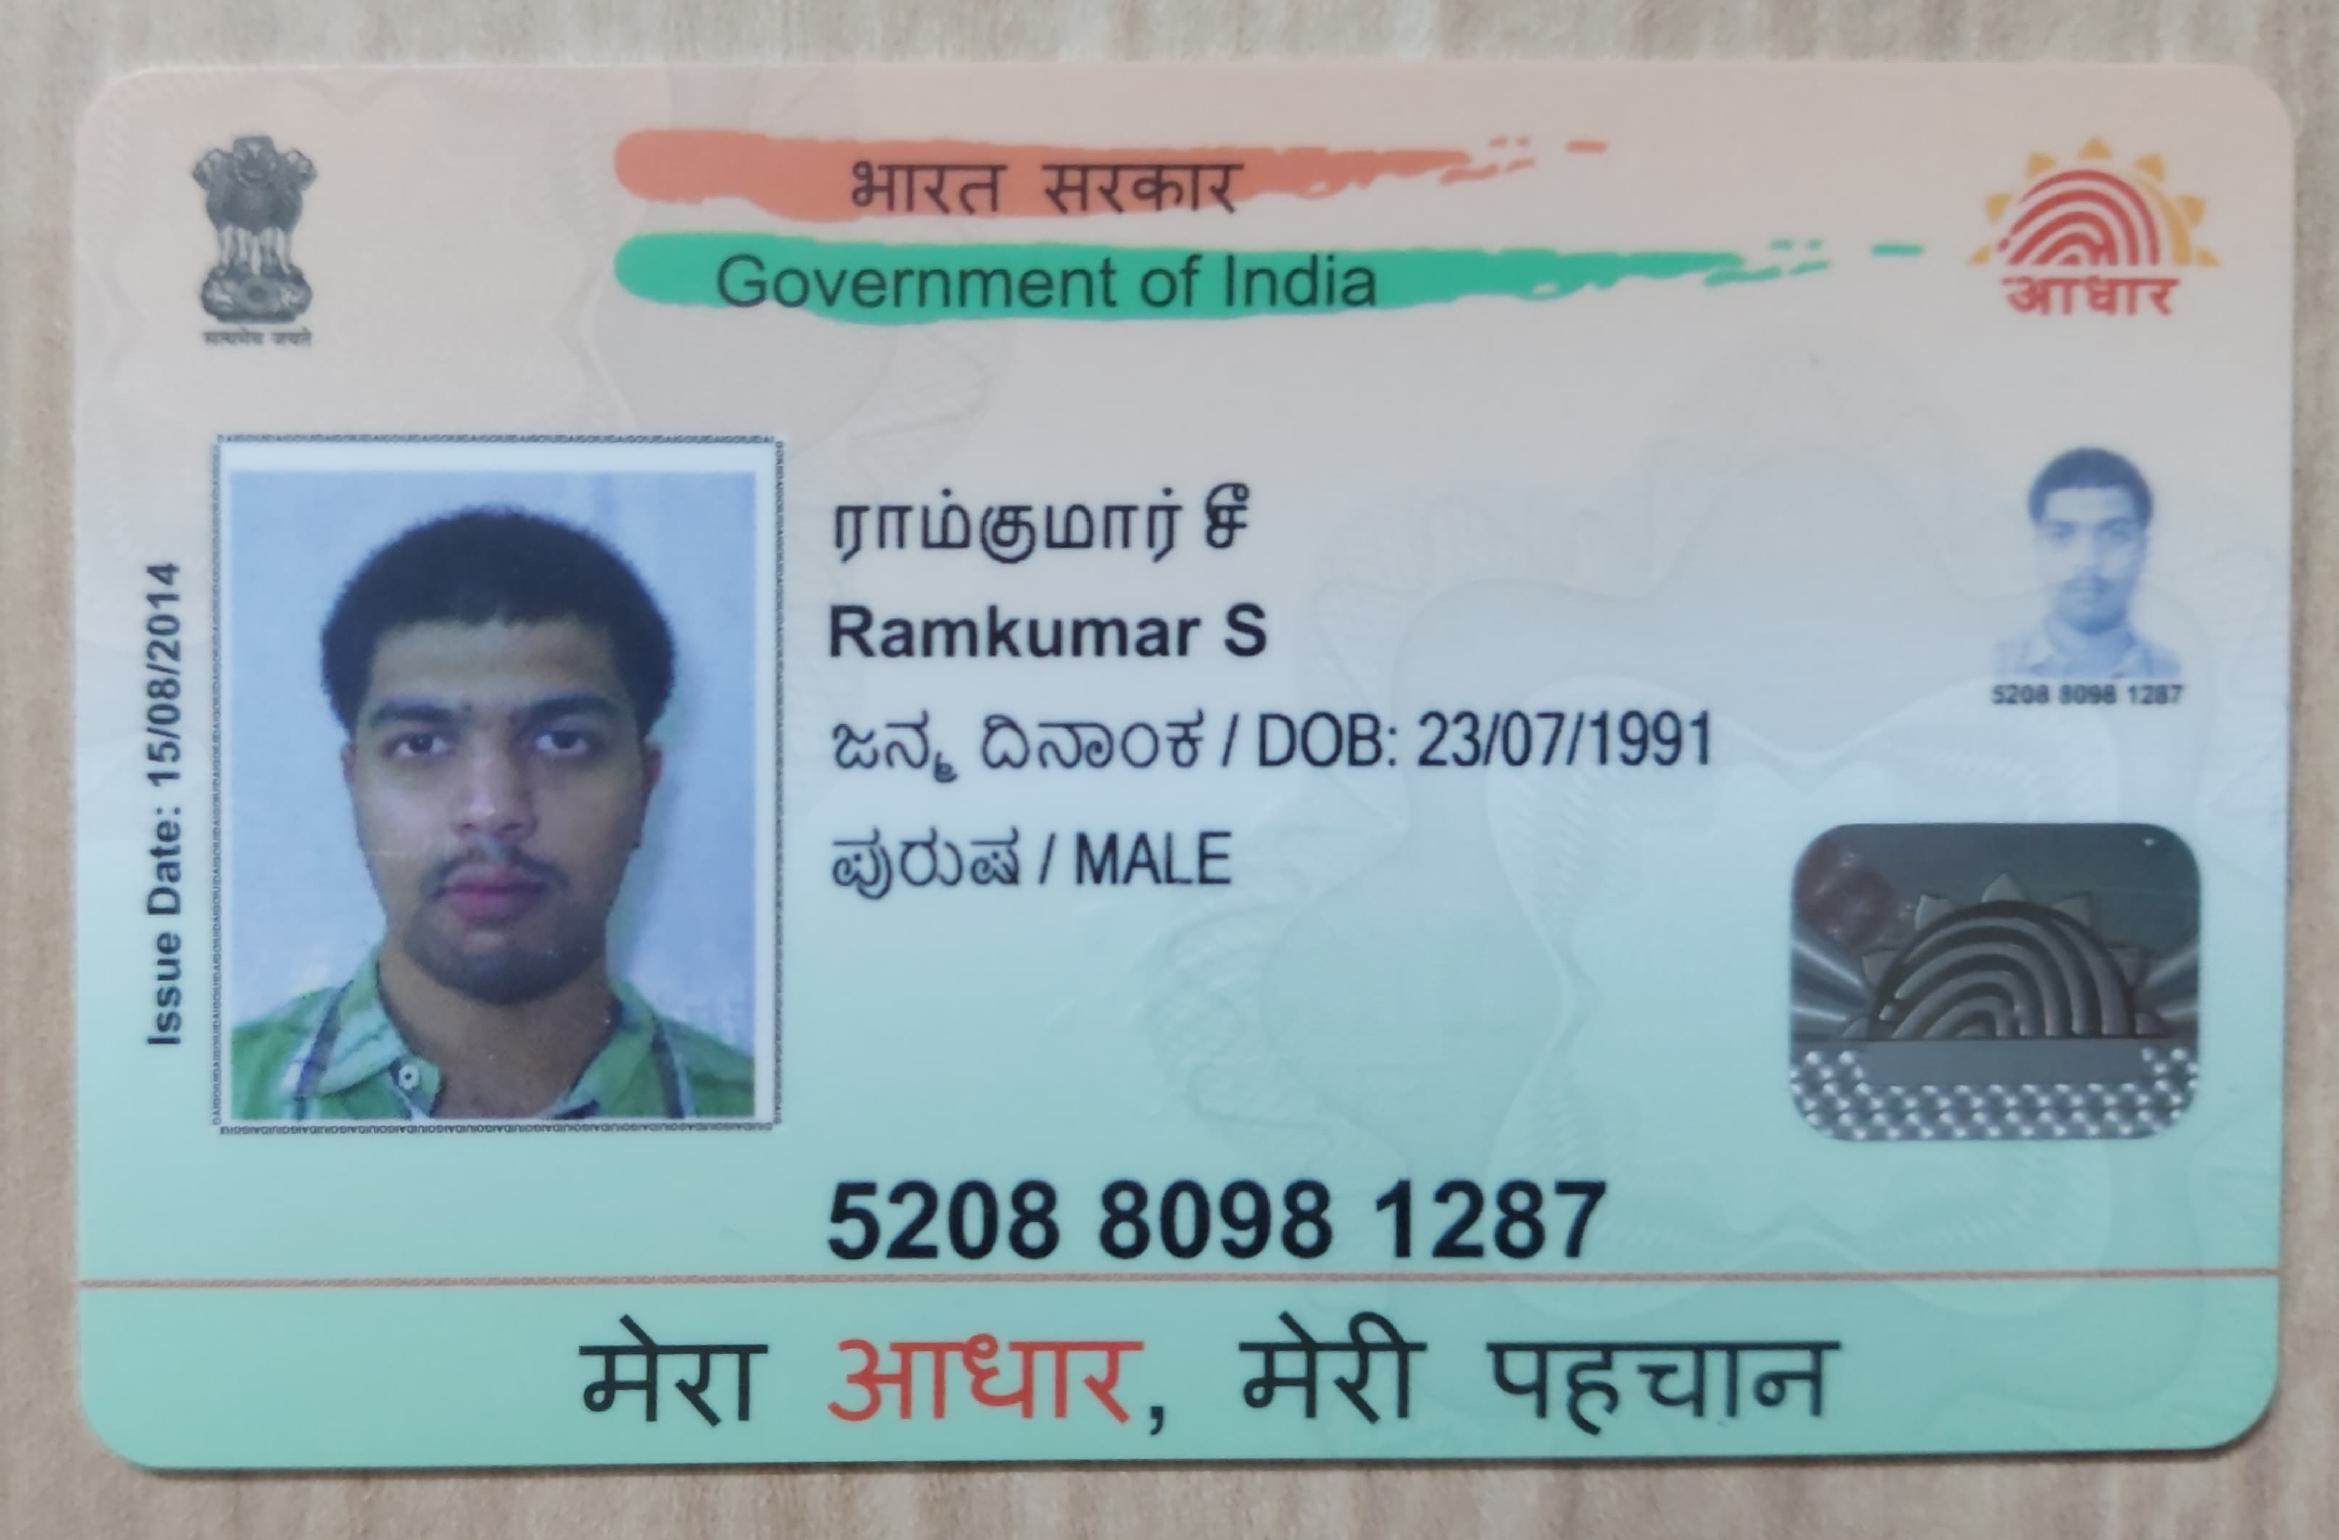 भारत सरकार
Government of India
सत्यमेव जयते
आधार
Issue Date: 15/08/2014
ராம்குமார் சீ
Ramkumar S
ಜನ್ಮ ದಿನಾಂಕ / DOB: 23/07/1991
ಪುರುಷ / MALE
5208 8098 1287
5208 8098 1287
मेरा आधार, मेरी पहचान